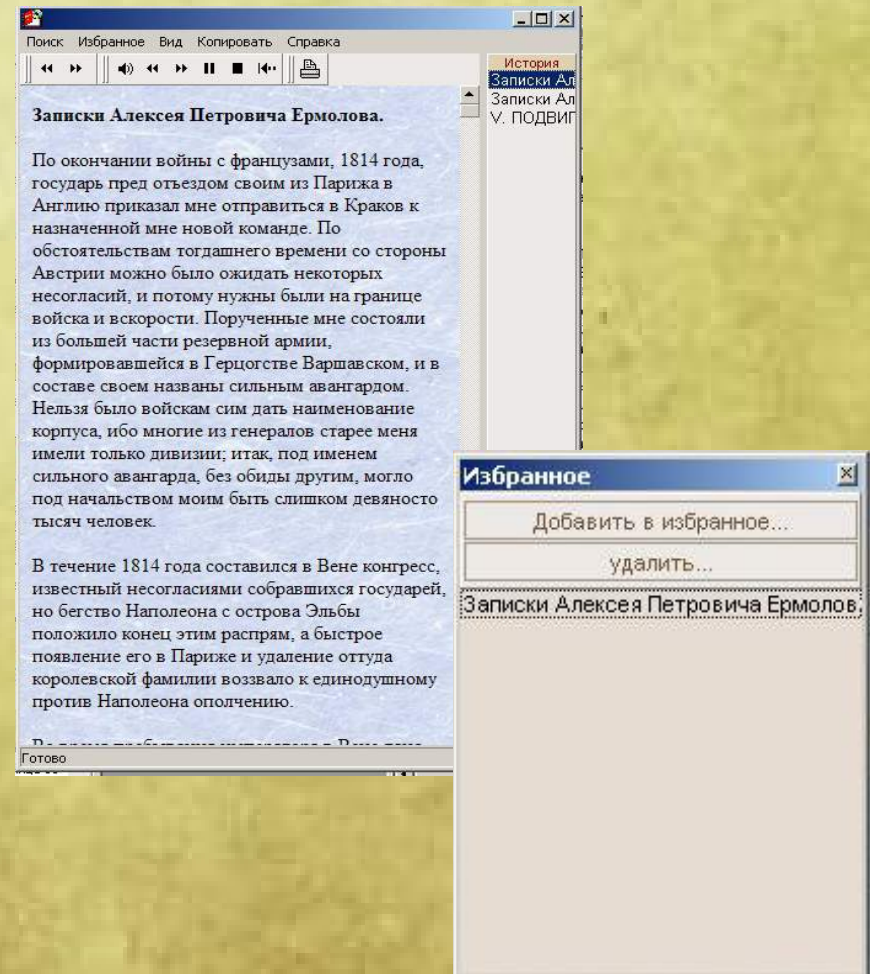 Поиск Избранное Вид Копировать Справка
История
Записки Ал
Записки Ал
V. ПОДВИГ
Записки Алексея Петровича Ермолова.
По окончании войны с французами, 1814 года,
государь пред отъездом своим из Парижа в
Англию приказал мне отправиться в Краков к
назначенной мне новой команде. По
обстоятельствам тогдашнего времени со стороны
Австрии можно было ожидать некоторых
несогласий, и потому нужны были на границе
войска и вскорости. Порученные мне состояли
из большей части резервной армии,
формировавшейся в Герцогстве Варшавском, и в
составе своем названы сильным авангардом.
Нельзя было войскам сим дать наименование
корпуса, ибо многие из генералов старее меня
имели только дивизии; итак, под именем
сильного авангарда, без обиды другим, могло
под начальством моим быть слишком девяносто
тысяч человек.
В течение 1814 года составился в Вене конгресс,
известный несогласиями собравшихся государей,
но бегство Наполеона с острова Эльбы
положило конец этим распрям, а быстрое
появление его в Париже и удаление оттуда
королевской фамилии воззвало к единодушному
против Наполеона ополчению.
Готово
Избранное
Добавить в избранное...
удалить...
Записки Алексея Петровича Ермолов